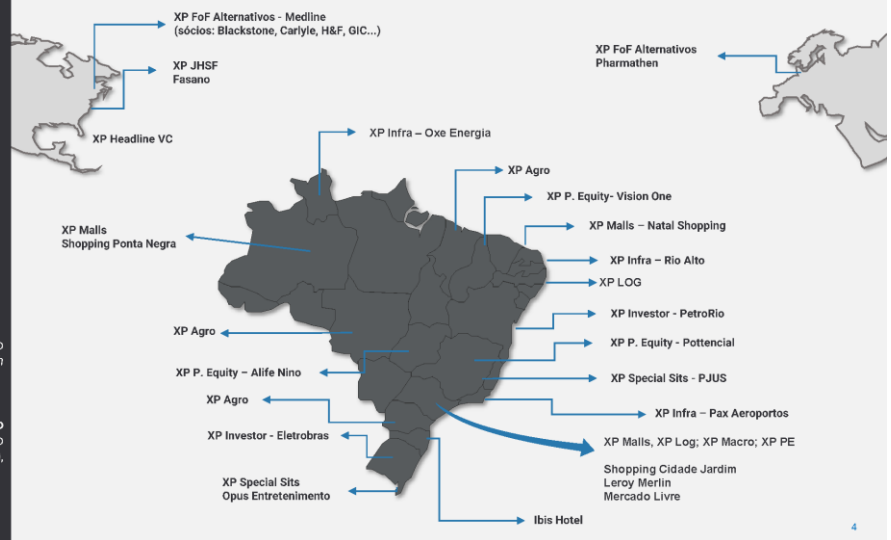 XP FoF Alternativos - Medline
(sócios: Blackstone, Carlyle, H&F, GIC...)
XP JHSF
Fasano
XP Headline VC
XP FoF Alternativos
Pharmathen
XP Infra – Oxe Energia
XP Agro
XP P. Equity- Vision One
XP Malls – Natal Shopping
XP Malls
Shopping Ponta Negra
XP Infra – Rio Alto
XP LOG
XP Investor - PetroRio
XP Agro
XP P. Equity - Pottencial
XP P. Equity – Alife Nino
XP Special Sits - PJUS
XP Agro
XP Infra – Pax Aeroportos
XP Investor - Eletrobras
XP Malls, XP Log; XP Macro; XP PE
Shopping Cidade Jardim
Leroy Merlin
Mercado Livre
XP Special Sits
Opus Entretenimento
Ibis Hotel
4